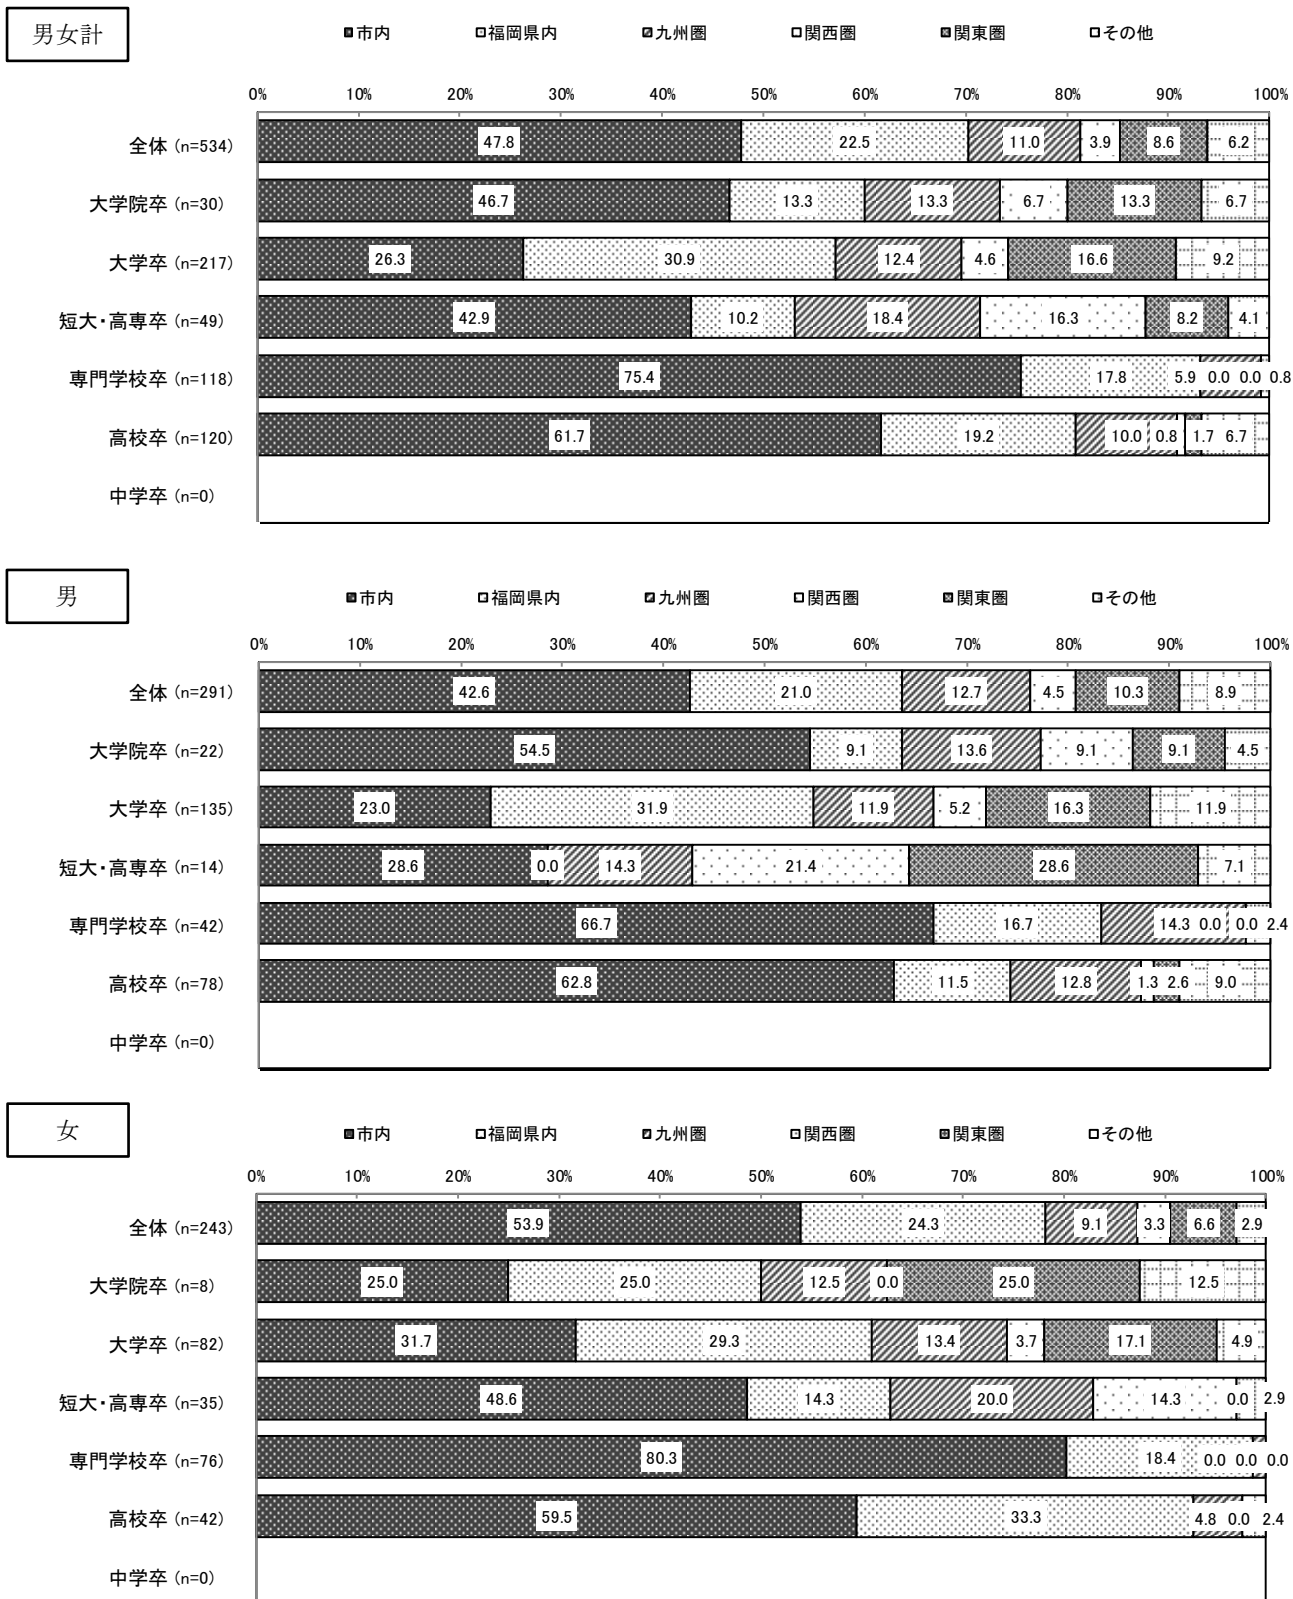 男女計
市内 福岡県内 九州圏 関西圏 関東圏 その他
0% 10% 20% 30% 40% 50% 60% 70% 80% 90% 100%
全体 (n=534) 47.8 22.5 11.0 3.9 8.6 6.2
大学院卒 (n=30) 46.7 13.3 13.3 6.7 13.3 6.7
大学卒 (n=217) 26.3 30.9 12.4 4.6 16.6 9.2
短大・高専卒 (n=49) 42.9 10.2 18.4 16.3 8.2 4.1
専門学校卒 (n=118) 75.4 17.8 5.9 0.0 0.0 0.8
高校卒 (n=120) 61.7 19.2 10.0 0.8 1.7 6.7
中学卒 (n=0)
男
市内 福岡県内 九州圏 関西圏 関東圏 その他
0% 10% 20% 30% 40% 50% 60% 70% 80% 90% 100%
全体 (n=291) 42.6 21.0 12.7 4.5 10.3 8.9
大学院卒 (n=22) 54.5 9.1 13.6 9.1 9.1 4.5
大学卒 (n=135) 23.0 31.9 11.9 5.2 16.3 11.9
短大・高専卒 (n=14) 28.6 0.0 14.3 21.4 28.6 7.1
専門学校卒 (n=42) 66.7 16.7 14.3 0.0 0.0 2.4
高校卒 (n=78) 62.8 11.5 12.8 1.3 2.6 9.0
中学卒 (n=0)
女
市内 福岡県内 九州圏 関西圏 関東圏 その他
0% 10% 20% 30% 40% 50% 60% 70% 80% 90% 100%
全体 (n=243) 53.9 24.3 9.1 3.3 6.6 2.9
大学院卒 (n=8) 25.0 25.0 12.5 0.0 25.0 12.5
大学卒 (n=82) 31.7 29.3 13.4 3.7 17.1 4.9
短大・高専卒 (n=35) 48.6 14.3 20.0 14.3 0.0 2.9
専門学校卒 (n=76) 80.3 18.4 0.0 0.0 0.0
高校卒 (n=42) 59.5 33.3 4.8 0.0 2.4
中学卒 (n=0)